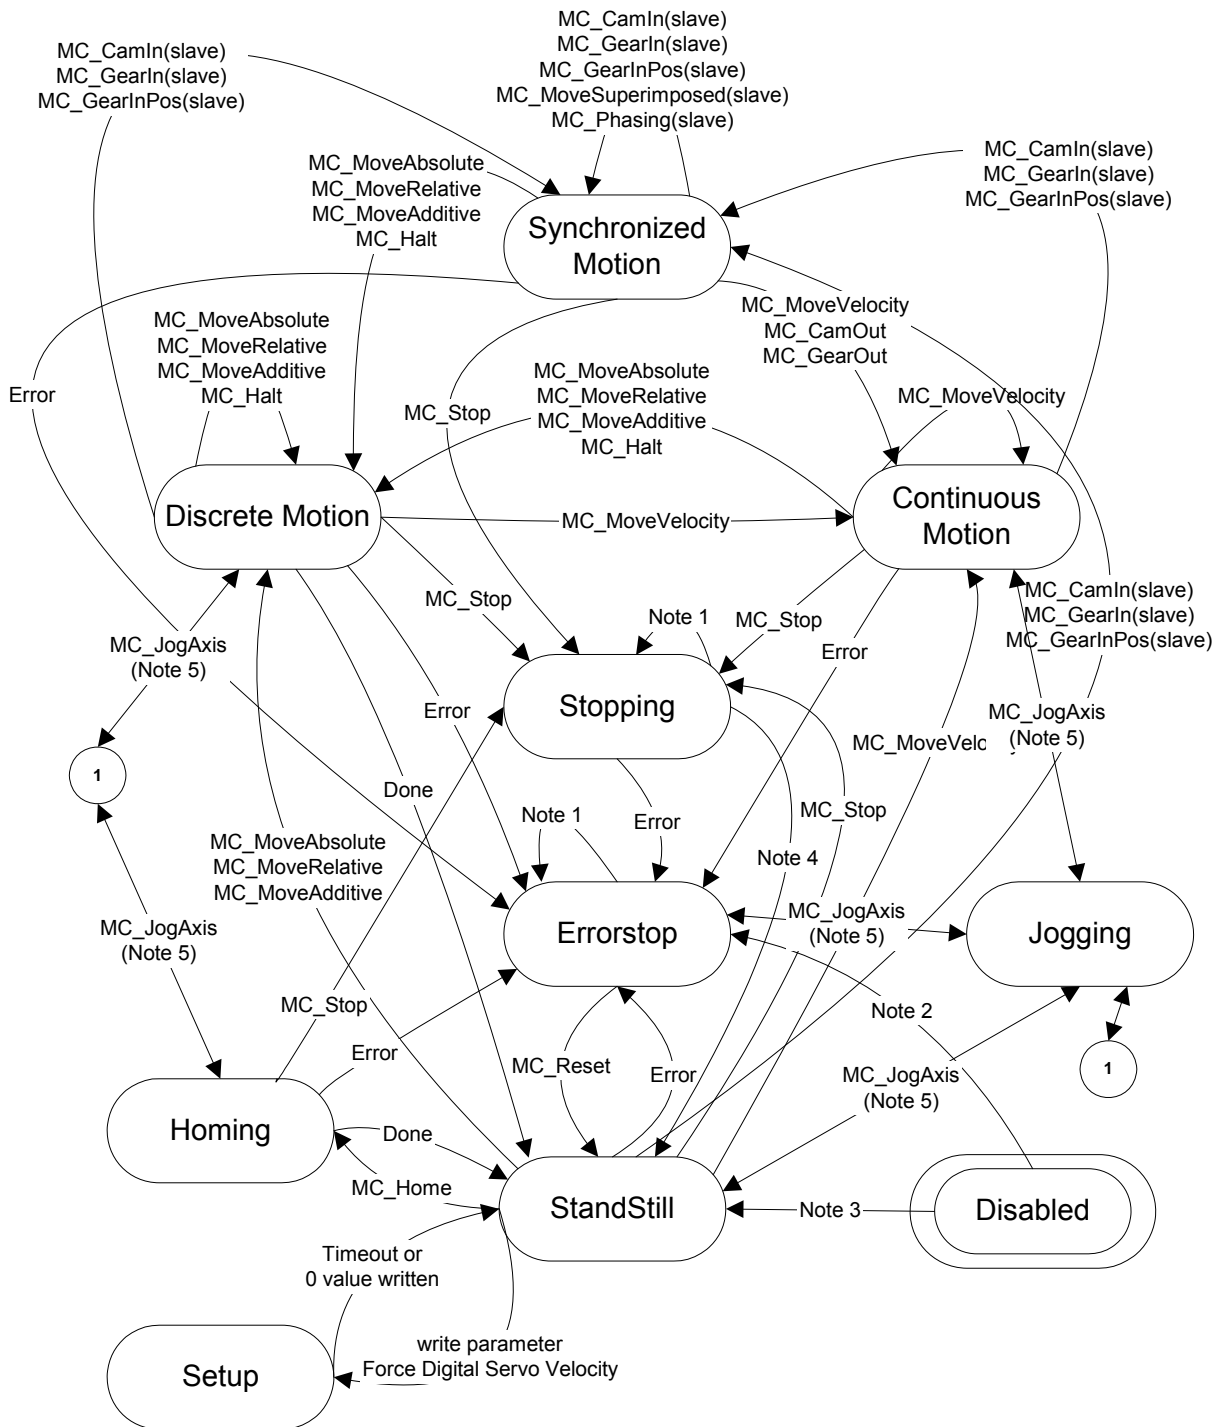 MC_CamIn(slave)
MC_GearIn(slave)
MC_GearInPos(slave)
MC_MoveSuperimposed(slave)
MC_Phasing(slave)
MC_CamIn(slave)
MC_GearIn(slave)
MC_GearInPos(slave)
MC_CamIn(slave)
MC_GearIn(slave)
MC_GearInPos(slave)
MC_MoveAbsolute
MC_MoveRelative
MC_MoveAdditive
MC_Halt
Synchronized
Motion
MC_MoveVelocity
MC_CamOut
MC_GearOut
MC_MoveAbsolute
MC_MoveRelative
MC_MoveAdditive
MC_Halt
Error
MC_MoveAbsolute
MC_MoveRelative
MC_MoveAdditive
MC_Halt
MC_Stop
MC_MoveVelocity
Discrete Motion
MC_MoveVelocity
Continuous
Motion
MC_Stop
MC_Stop
Note 1
MC_CamIn(slave)
MC_GearIn(slave)
MC_GearInPos(slave)
MC_JogAxis
(Note 5)
Error
Stopping
Error
MC_JogAxis
(Note 5)
MC_MoveVelo
1
Done
Note 1
Error
MC_Stop
Note 4
MC_MoveAbsolute
MC_MoveRelative
MC_MoveAdditive
MC_JogAxis
(Note 5)
Errorstop
MC_JogAxis
(Note 5)
Jogging
MC_Stop
Note 2
Error
MC_Reset
Error
MC_JogAxis
(Note 5)
1
Homing
Done
MC_Home
StandStill
Note 3
Disabled
Timeout or
0 value written
write parameter
Force Digital Servo Velocity
Setup